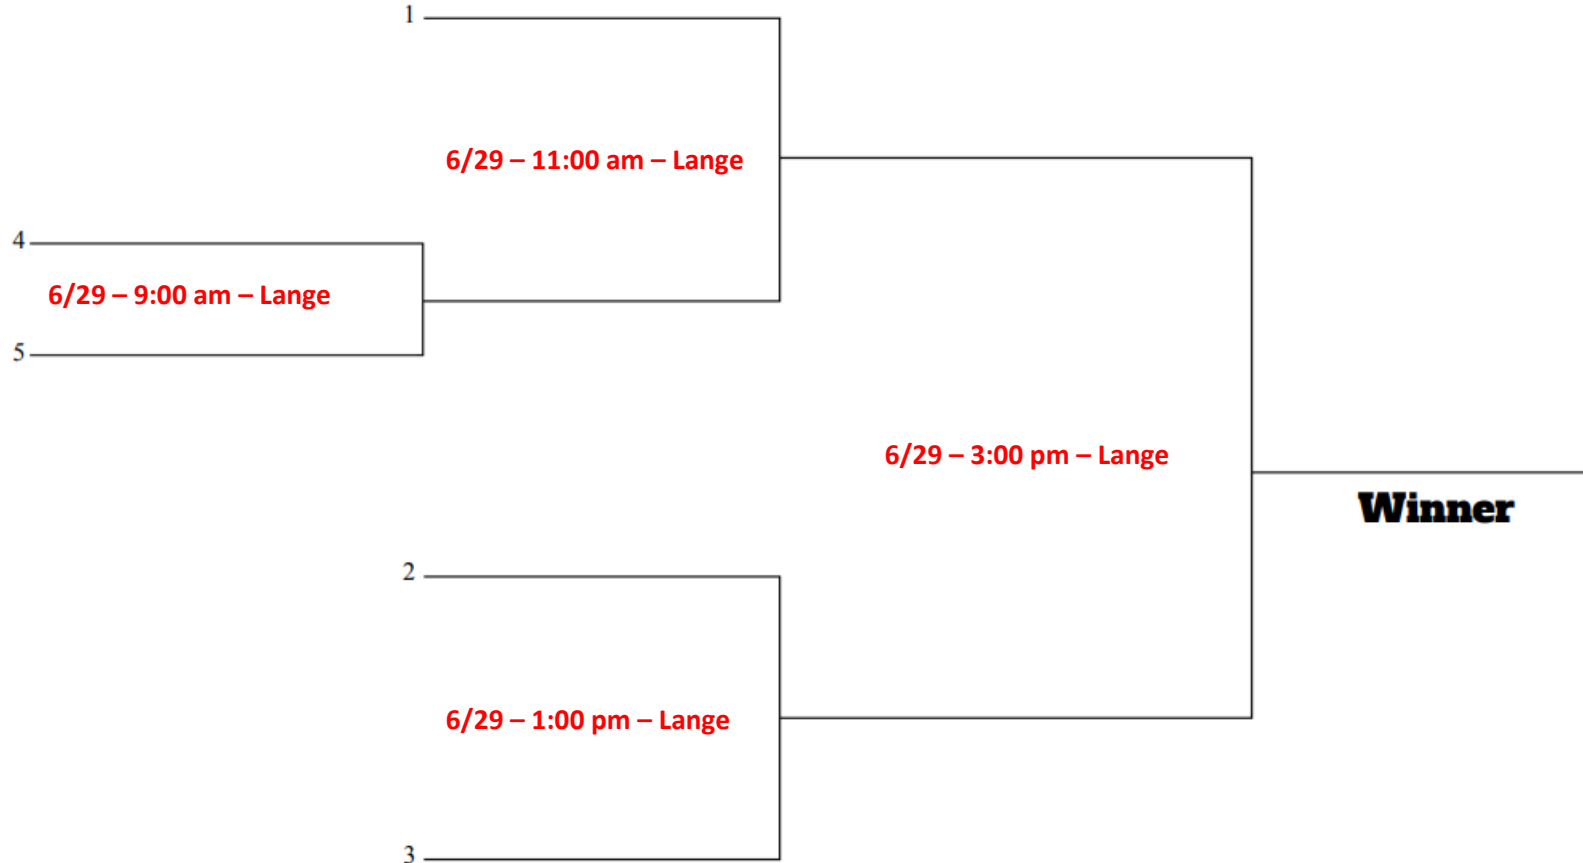 1
6/29 – 11:00 am – Lange
4
6/29 – 9:00 am – Lange
5
6/29 – 3:00 pm – Lange
Winner
2
6/29 – 1:00 pm – Lange
3